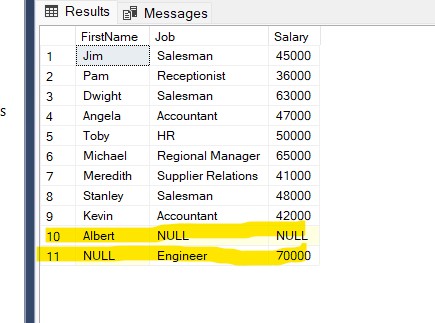 Results Messages
FirstName Job Salary
1 Jim Salesman 45000
2 Pam Receptionist 36000
3 Dwight Salesman 63000
4 Angela Accountant 47000
5 Toby HR 50000
6 Michael Regional Manager 65000
7 Meredith Supplier Relations 41000
8 Stanley Salesman 48000
9 Kevin Accountant 42000
10 Albert NULL NULL
11 NULL Engineer 70000
s